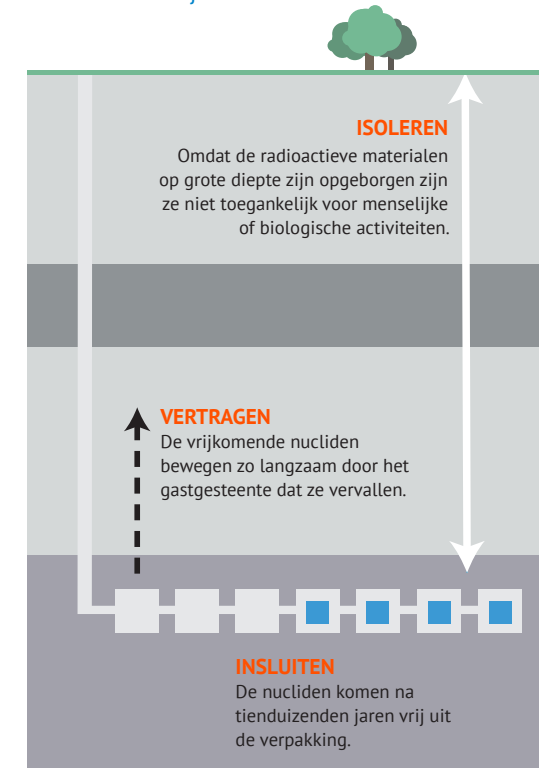 ISOLEREN
Omdat de radioactieve materialen
op grote diepte zijn opgeborgen zijn
ze niet toegankelijk voor menselijke
of biologische activiteiten.
VERTRAGEN
De vrijkomende nucliden
bewegen zo langzaam door het
gastgesteente dat ze vervallen.
INSLUITEN
De nucliden komen na
tienduizenden jaren vrij uit
de verpakking.